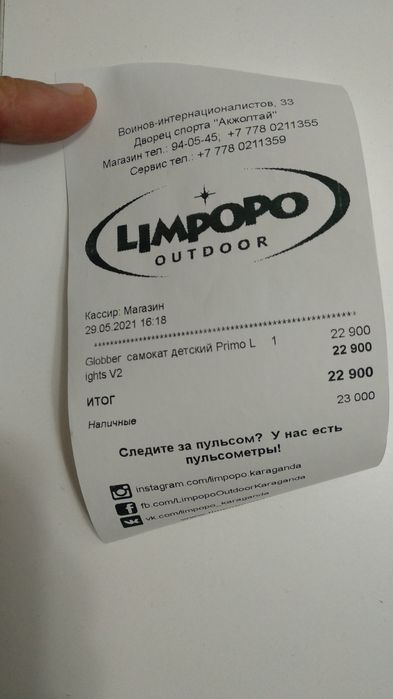 Воинов-интернационалистов, 33
Дворец спорта "Акжолтай"
Магазин тел.: 94-05-45; +7 778 0211355
Сервис тел.: +7 778 0211359
LIMPOPO
OUTDOOR
Кассир: Магазин
29.05.2021 16:18
Globber самокат детский Primo L 1 22 900
ights V2 22 900
ИТОГ 22 900
Наличные 23 000
Следите за пульсом? У нас есть
пульсометры!
instagram.com/limpopo.karaganda
fb.com/LimpopoOutdoorKaraganda
vk.com/limpopo_karaganda